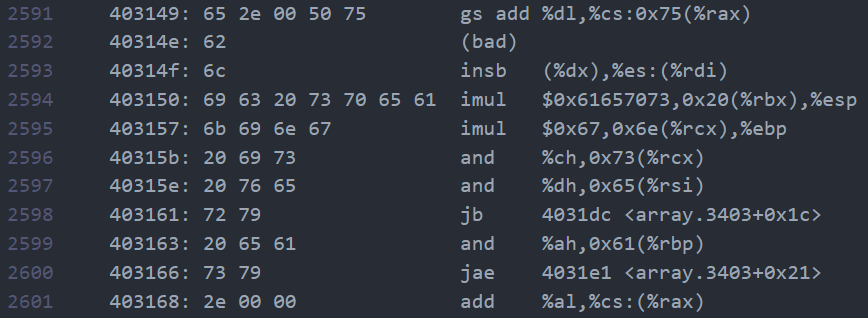 2591 403149: 65 2e 00 50 75 gs add %dl,%cs:0x75(%rax)
2592 40314e: 62 (bad)
2593 40314f: 6c insb (%dx),%es:(%rdi)
2594 403150: 69 63 20 73 70 65 61 imul $0x61657073,0x20(%rbx),%esp
2595 403157: 6b 69 6e 67 imul $0x67,0x6e(%rcx),%ebp
2596 40315b: 20 69 73 and %ch,0x73(%rcx)
2597 40315e: 20 76 65 and %dh,0x65(%rsi)
2598 403161: 72 79 jb 4031dc <array.3403+0x1c>
2599 403163: 20 65 61 and %ah,0x61(%rbp)
2600 403166: 73 79 jae 4031e1 <array.3403+0x21>
2601 403168: 2e 00 00 add %al,%cs:(%rax)